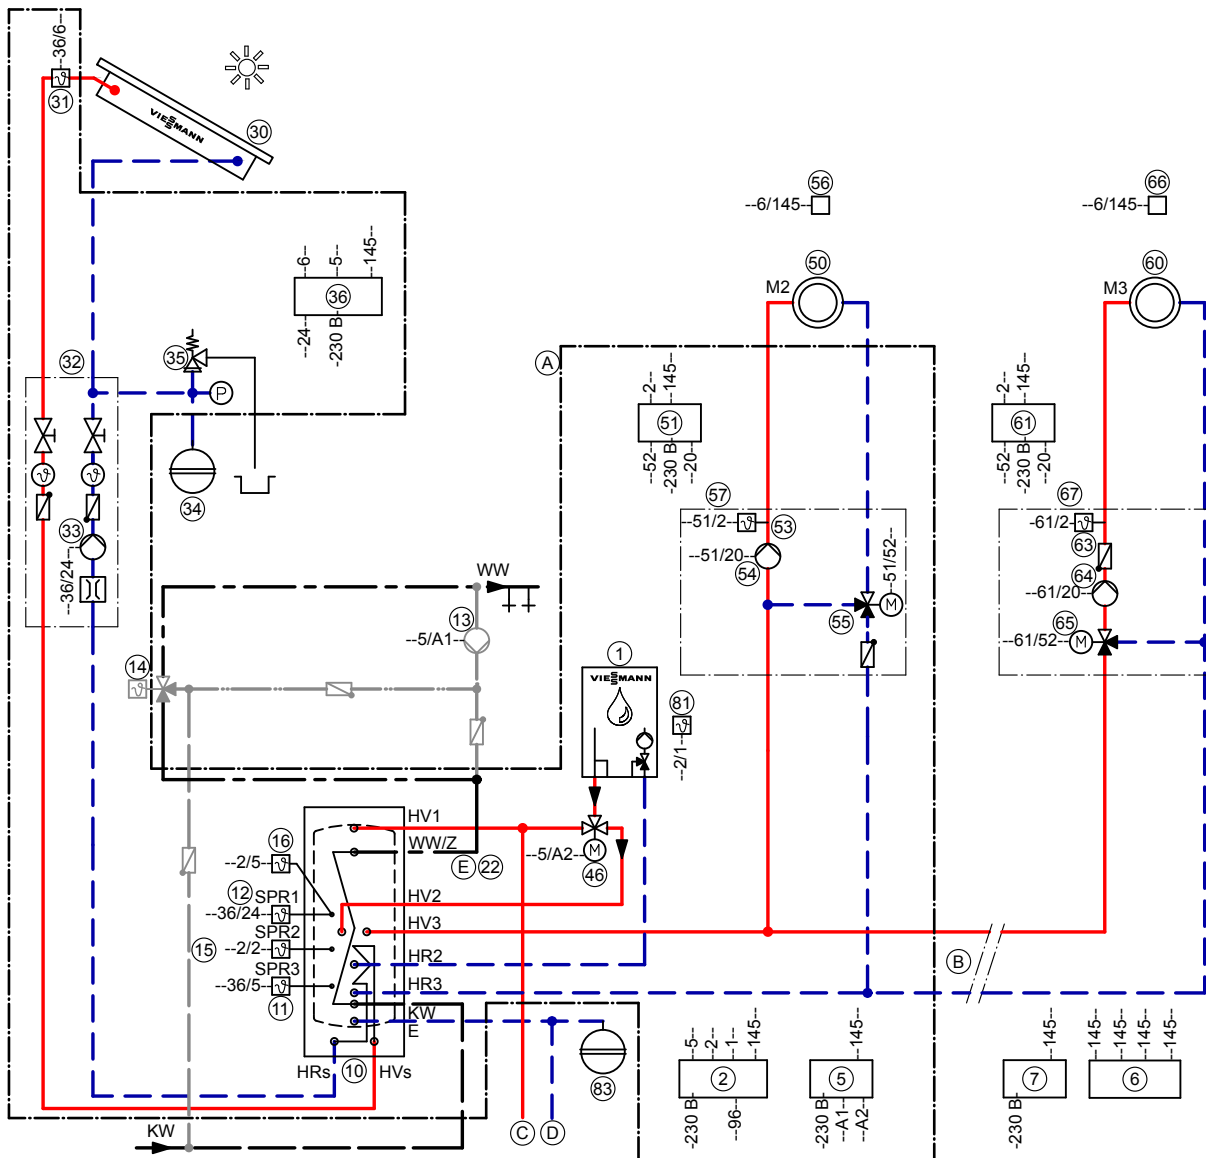 --36/6--
31
VIESSMANN
30
56
--6/145--
66
--6/145--
--6--
--5--
--145--
36
--24--
-230 B-
50
M2
60
M3
35
P
32
A
--2--
--145--
51
--52--
-230 B-
--20--
--2--
-145--
61
--52--
-230 B-
--20--
34
57
--51/2--
53
--51/20--
54
--51/52--
M
55
67
-61/2--
63
64
--61/20--
65
--61/52--
M
33
--36/24---
WW
13
--5/A1--
14
1
VIESSMANN
81
--2/1--
HV1
WW/Z
E
22
--5/A2--
M
46
16
--2/5--
12
SPR1
--36/24--
HV2
HV3
15
SPR2
--2/2--
HR2
SPR3
--36/5--
11
HR3
KW
E
B
HRs
10
HVs
83
--5--
--2--
--1--
--145--
2
-230 B-
--96---
--145--
5
-230 B-
--A1--
--A2--
--145--
7
-230 B-
--145--
--145--
--145--
--145--
6
C
D
KW